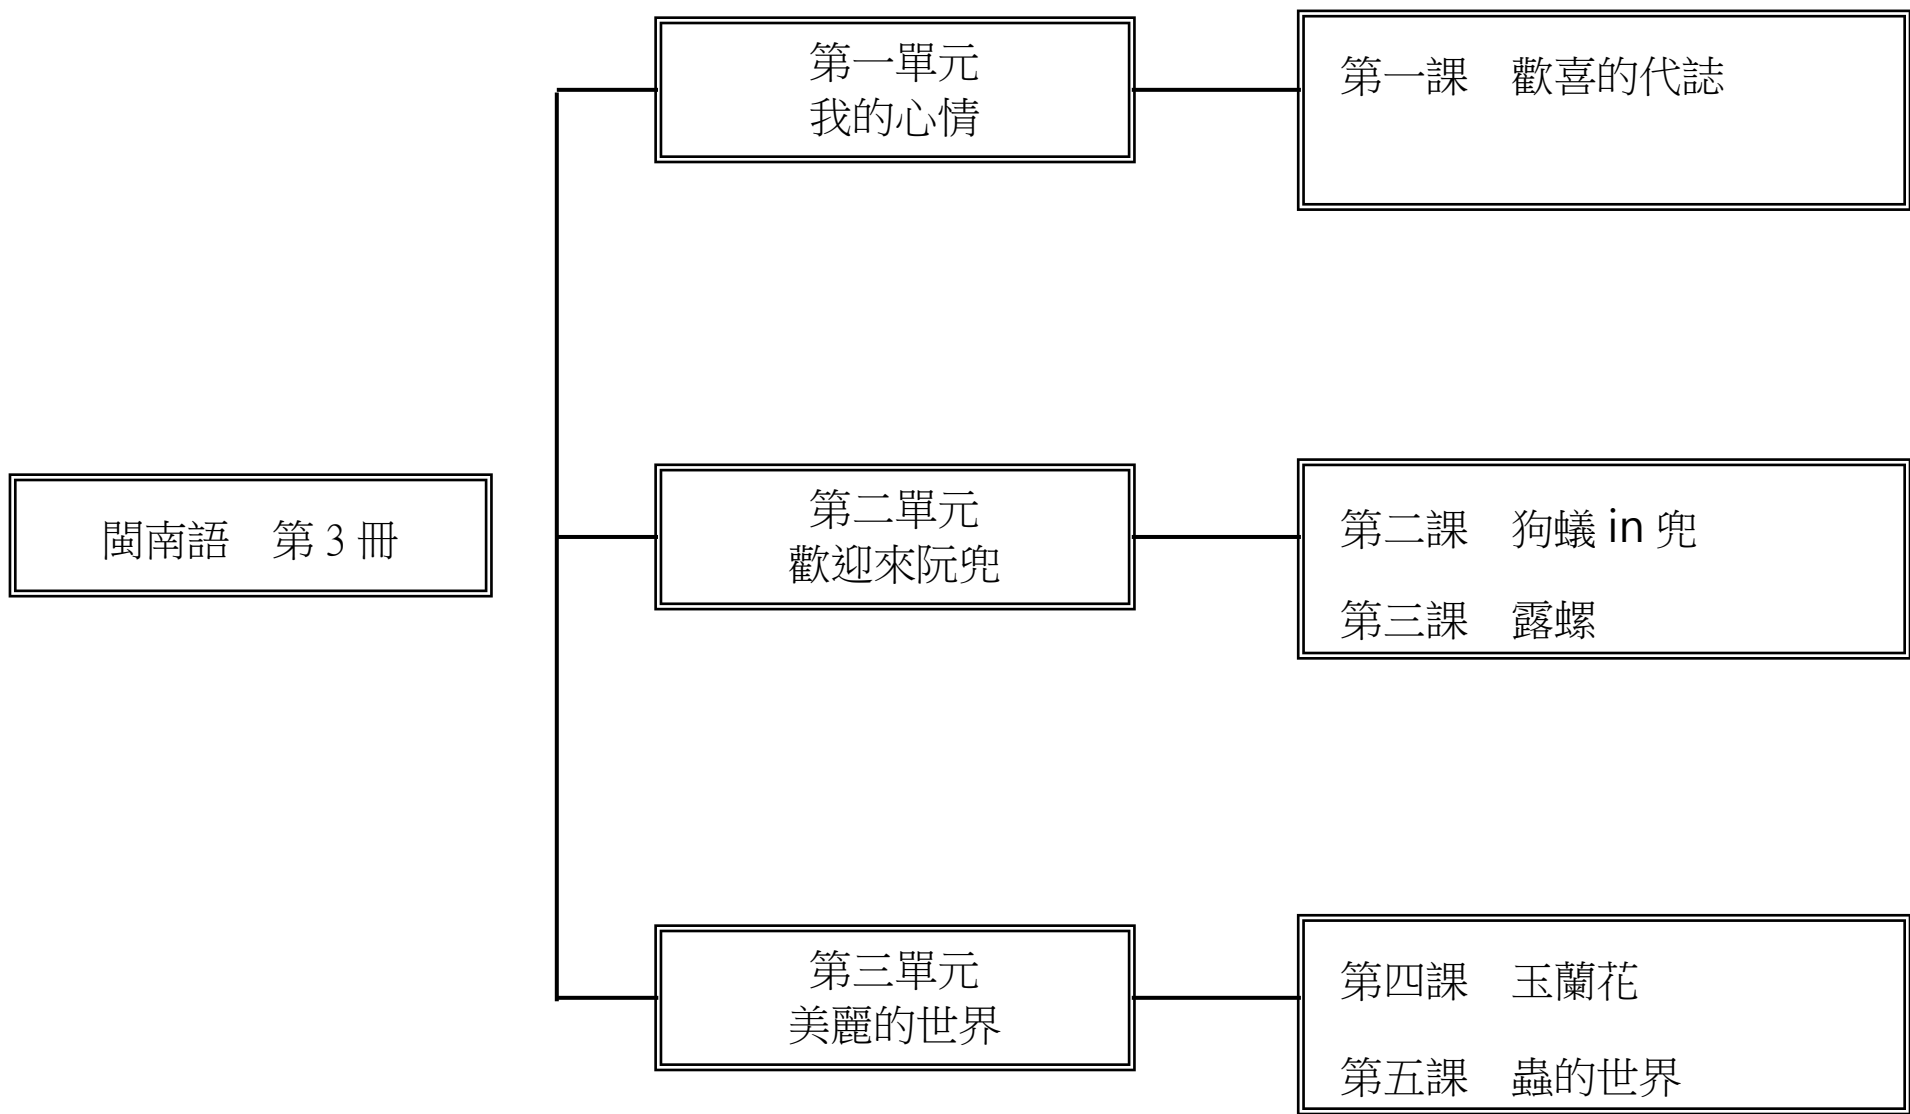 閩南語　第 3 冊
第一單元
我的心情
第一課　歡喜的代誌
第二單元
歡迎來阮兜
第二課　狗蟻 in 兜
第三課　露螺
第三單元
美麗的世界
第四課　玉蘭花
第五課　蟲的世界